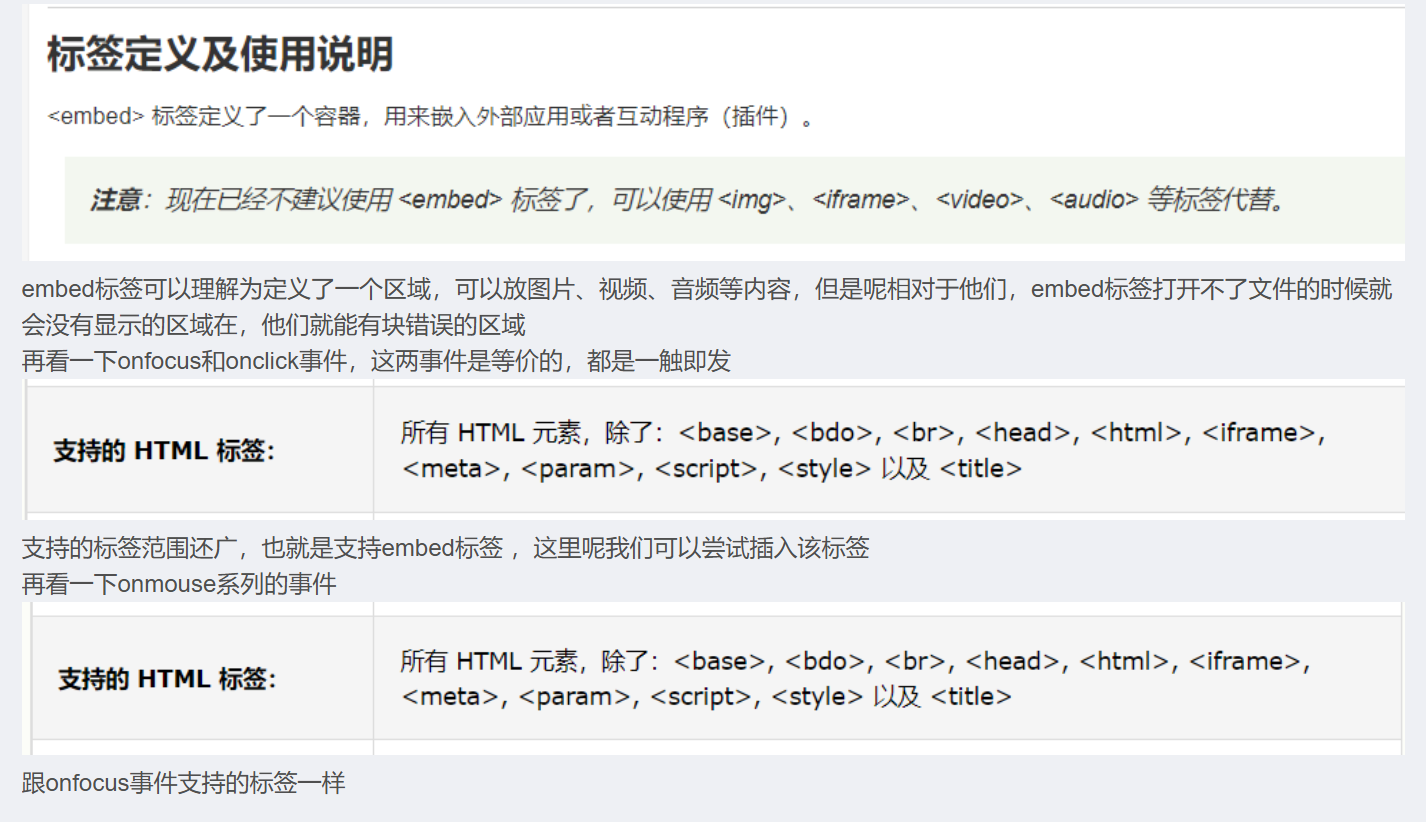 标签定义及使用说明
<embed> 标签定义了一个容器，用来嵌入外部应用或者互动程序（插件）。
注意：现在已经不建议使用 <embed> 标签了，可以使用 <img>、<iframe>、<video>、<audio> 等标签代替。
embed标签可以理解为定义了一个区域，可以放图片、视频、音频等内容，但是呢相对于他们，embed标签打开不了文件的时候就
会没有显示的区域在，他们就能有块错误的区域
再看一下onfocus和onclick事件，这两事件是等价的，都是一触即发
支持的 HTML 标签：
所有 HTML 元素，除了：<base>, <bdo>, <br>, <head>, <html>, <iframe>,
<meta>, <param>, <script>, <style> 以及 <title>
支持的标签范围还广，也就是支持embed标签 ，这里呢我们可以尝试插入该标签
再看一下onmouse系列的事件
支持的 HTML 标签：
所有 HTML 元素，除了：<base>, <bdo>, <br>, <head>, <html>, <iframe>,
<meta>, <param>, <script>, <style> 以及 <title>
跟onfocus事件支持的标签一样